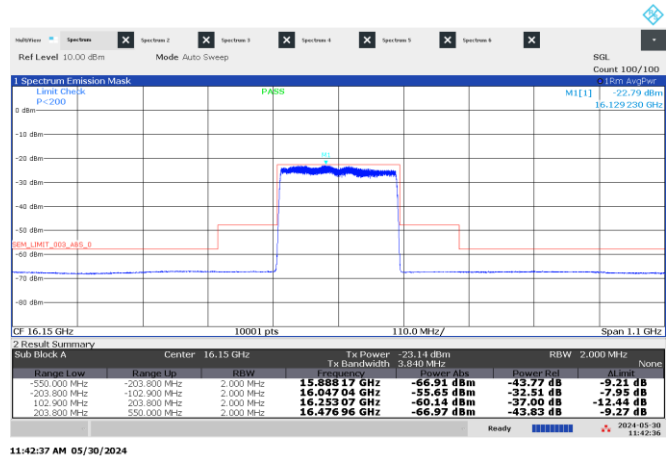 MultiView Spectrum Spectrum 2 Spectrum 3 Spectrum 4 Spectrum 5 Spectrum 6
Ref Level 10.00 dBm Mode Auto Sweep SGL
Count 100/100
1 Spectrum Emission Mask 1Rm AvgPwr
Limit Check PASS M1[1] -22.79 dBm
P<200 16.129 230 GHz
0 dBm
-10 dBm
M1
-20 dBm
-30 dBm
-40 dBm
-50 dBm
SEM_LIMIT_003_ABS_0
-60 dBm
-70 dBm
-80 dBm
CF 16.15 GHz 10001 pts 110.0 MHz/ Span 1.1 GHz
2 Result Summary
Sub Block A Center 16.15 GHz Tx Power -23.14 dBm RBW 2.000 MHz
Tx Bandwidth 3.840 MHz None
Range Low Range Up RBW Frequency Power Abs Power Rel ΔLimit
-550.000 MHz -203.800 MHz 2.000 MHz 15.888 17 GHz -66.91 dBm -43.77 dB -9.21 dB
-203.800 MHz -102.900 MHz 2.000 MHz 16.047 04 GHz -55.65 dBm -32.51 dB -7.95 dB
102.900 MHz 203.800 MHz 2.000 MHz 16.253 07 GHz -60.14 dBm -37.00 dB -12.44 dB
203.800 MHz 550.000 MHz 2.000 MHz 16.476 96 GHz -66.97 dBm -43.83 dB -9.27 dB
Ready 2024-05-30
11:42:36
11:42:37 AM 05/30/2024